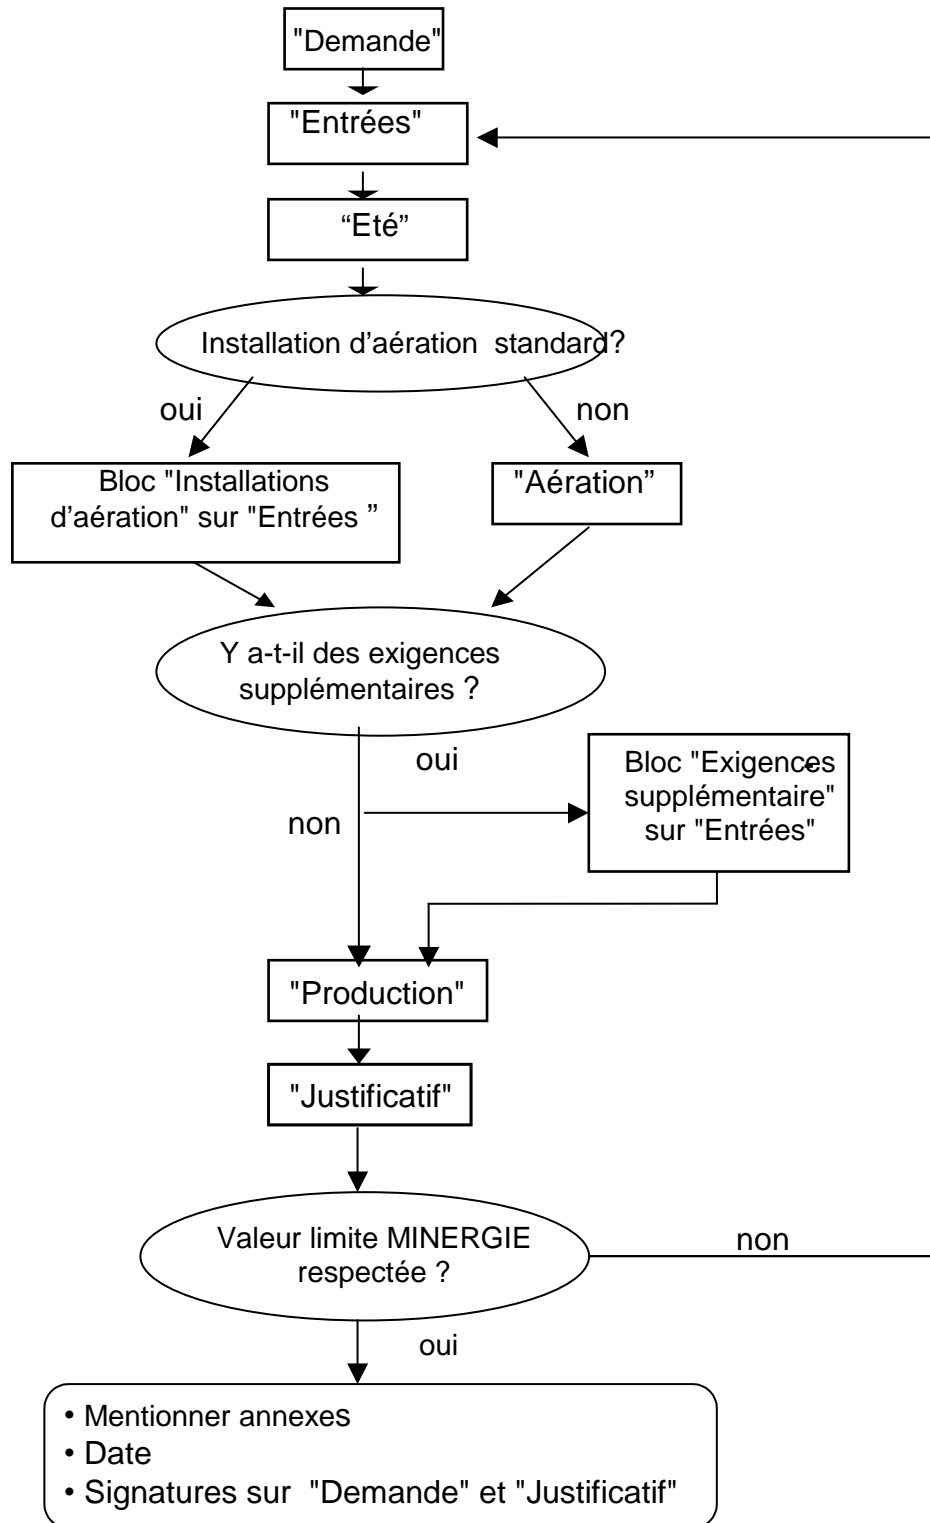 "Demande"
"Entrées"
“Eté”
Installation d’aération  standard?
oui
non
Bloc "Installations
d’aération" sur "Entrées ”
"Aération”
Y a-t-il des exigences
supplémentaires ?
oui
non
Bloc "Exigences
supplémentaire"
sur "Entrées"
"Production"
"Justificatif"
Valeur limite MINERGIE
respectée ?
non
oui
• Mentionner annexes
• Date
• Signatures sur  "Demande" et "Justificatif"